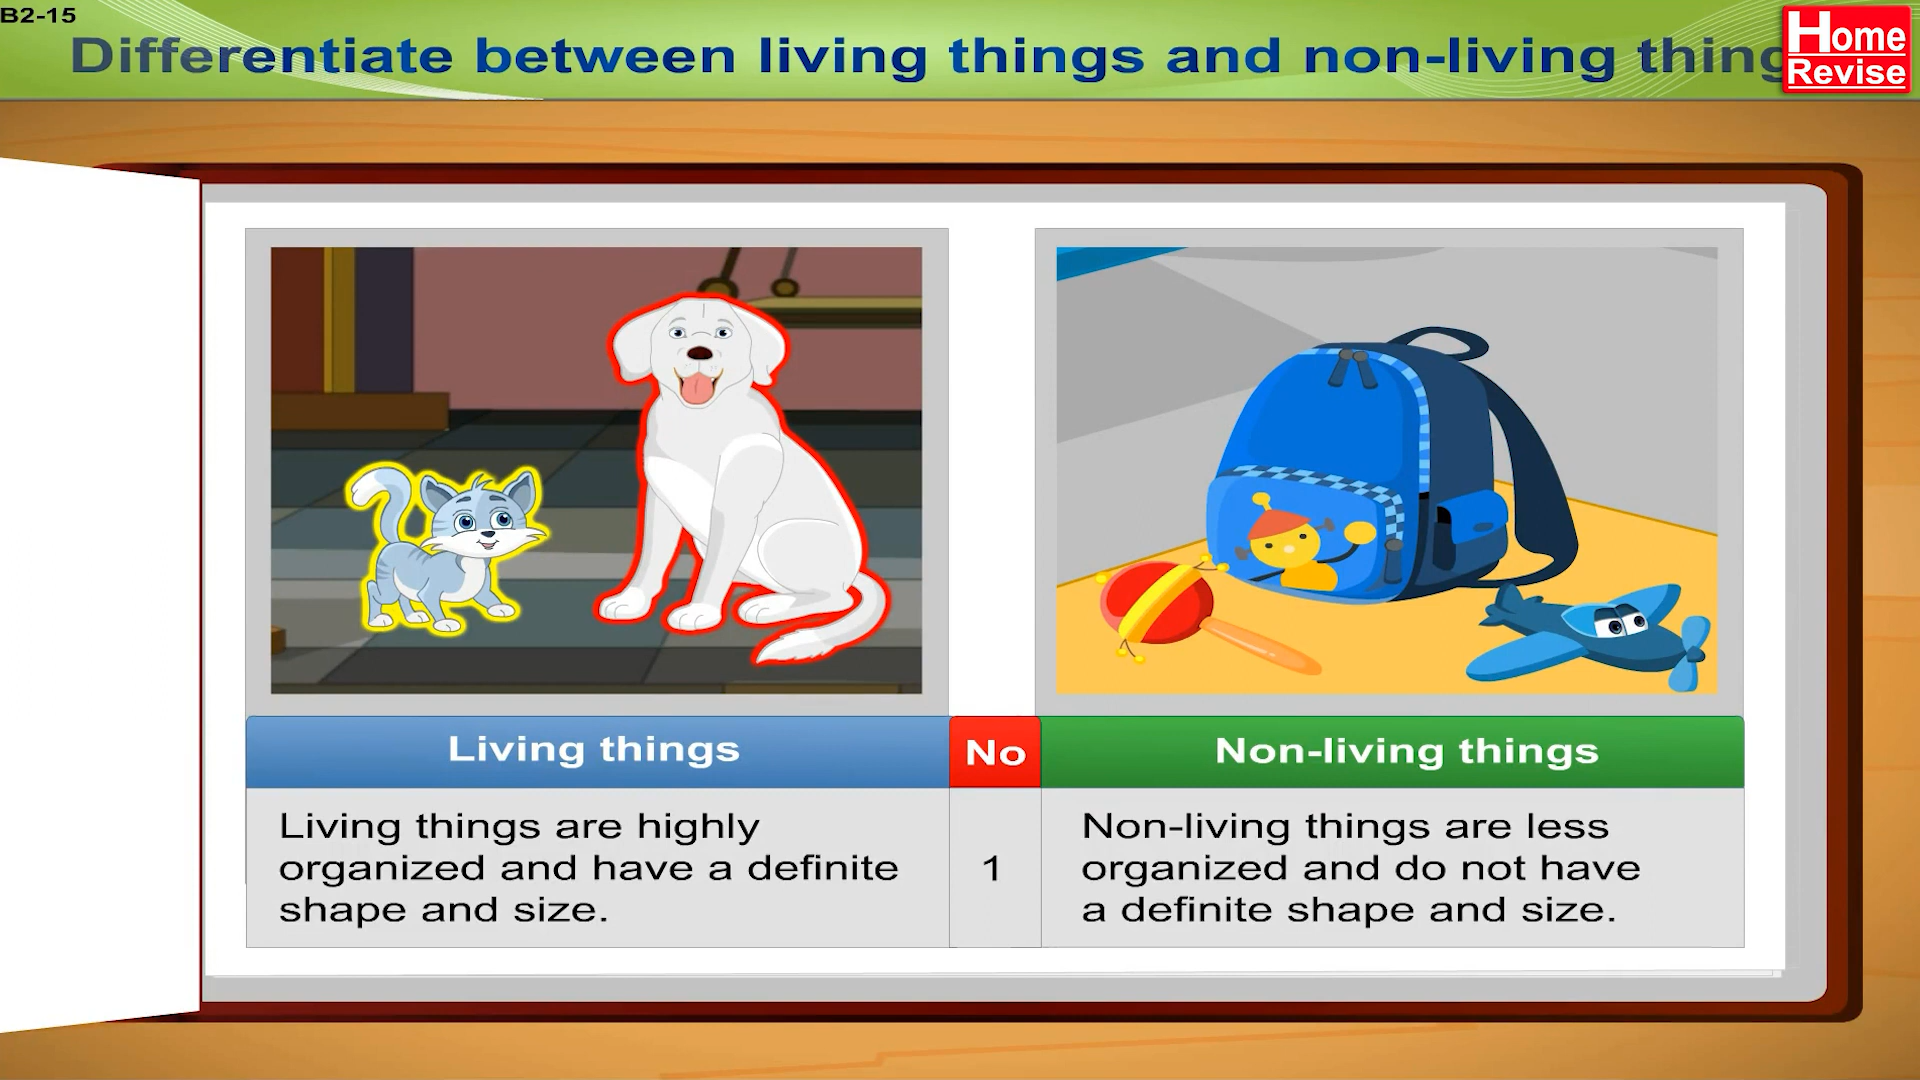 B2-15
Differentiate between living things and non-living thing
Home
Revise
Living things
No
Non-living things
Living things are highly
organized and have a definite
shape and size.
1
Non-living things are less
organized and do not have
a definite shape and size.